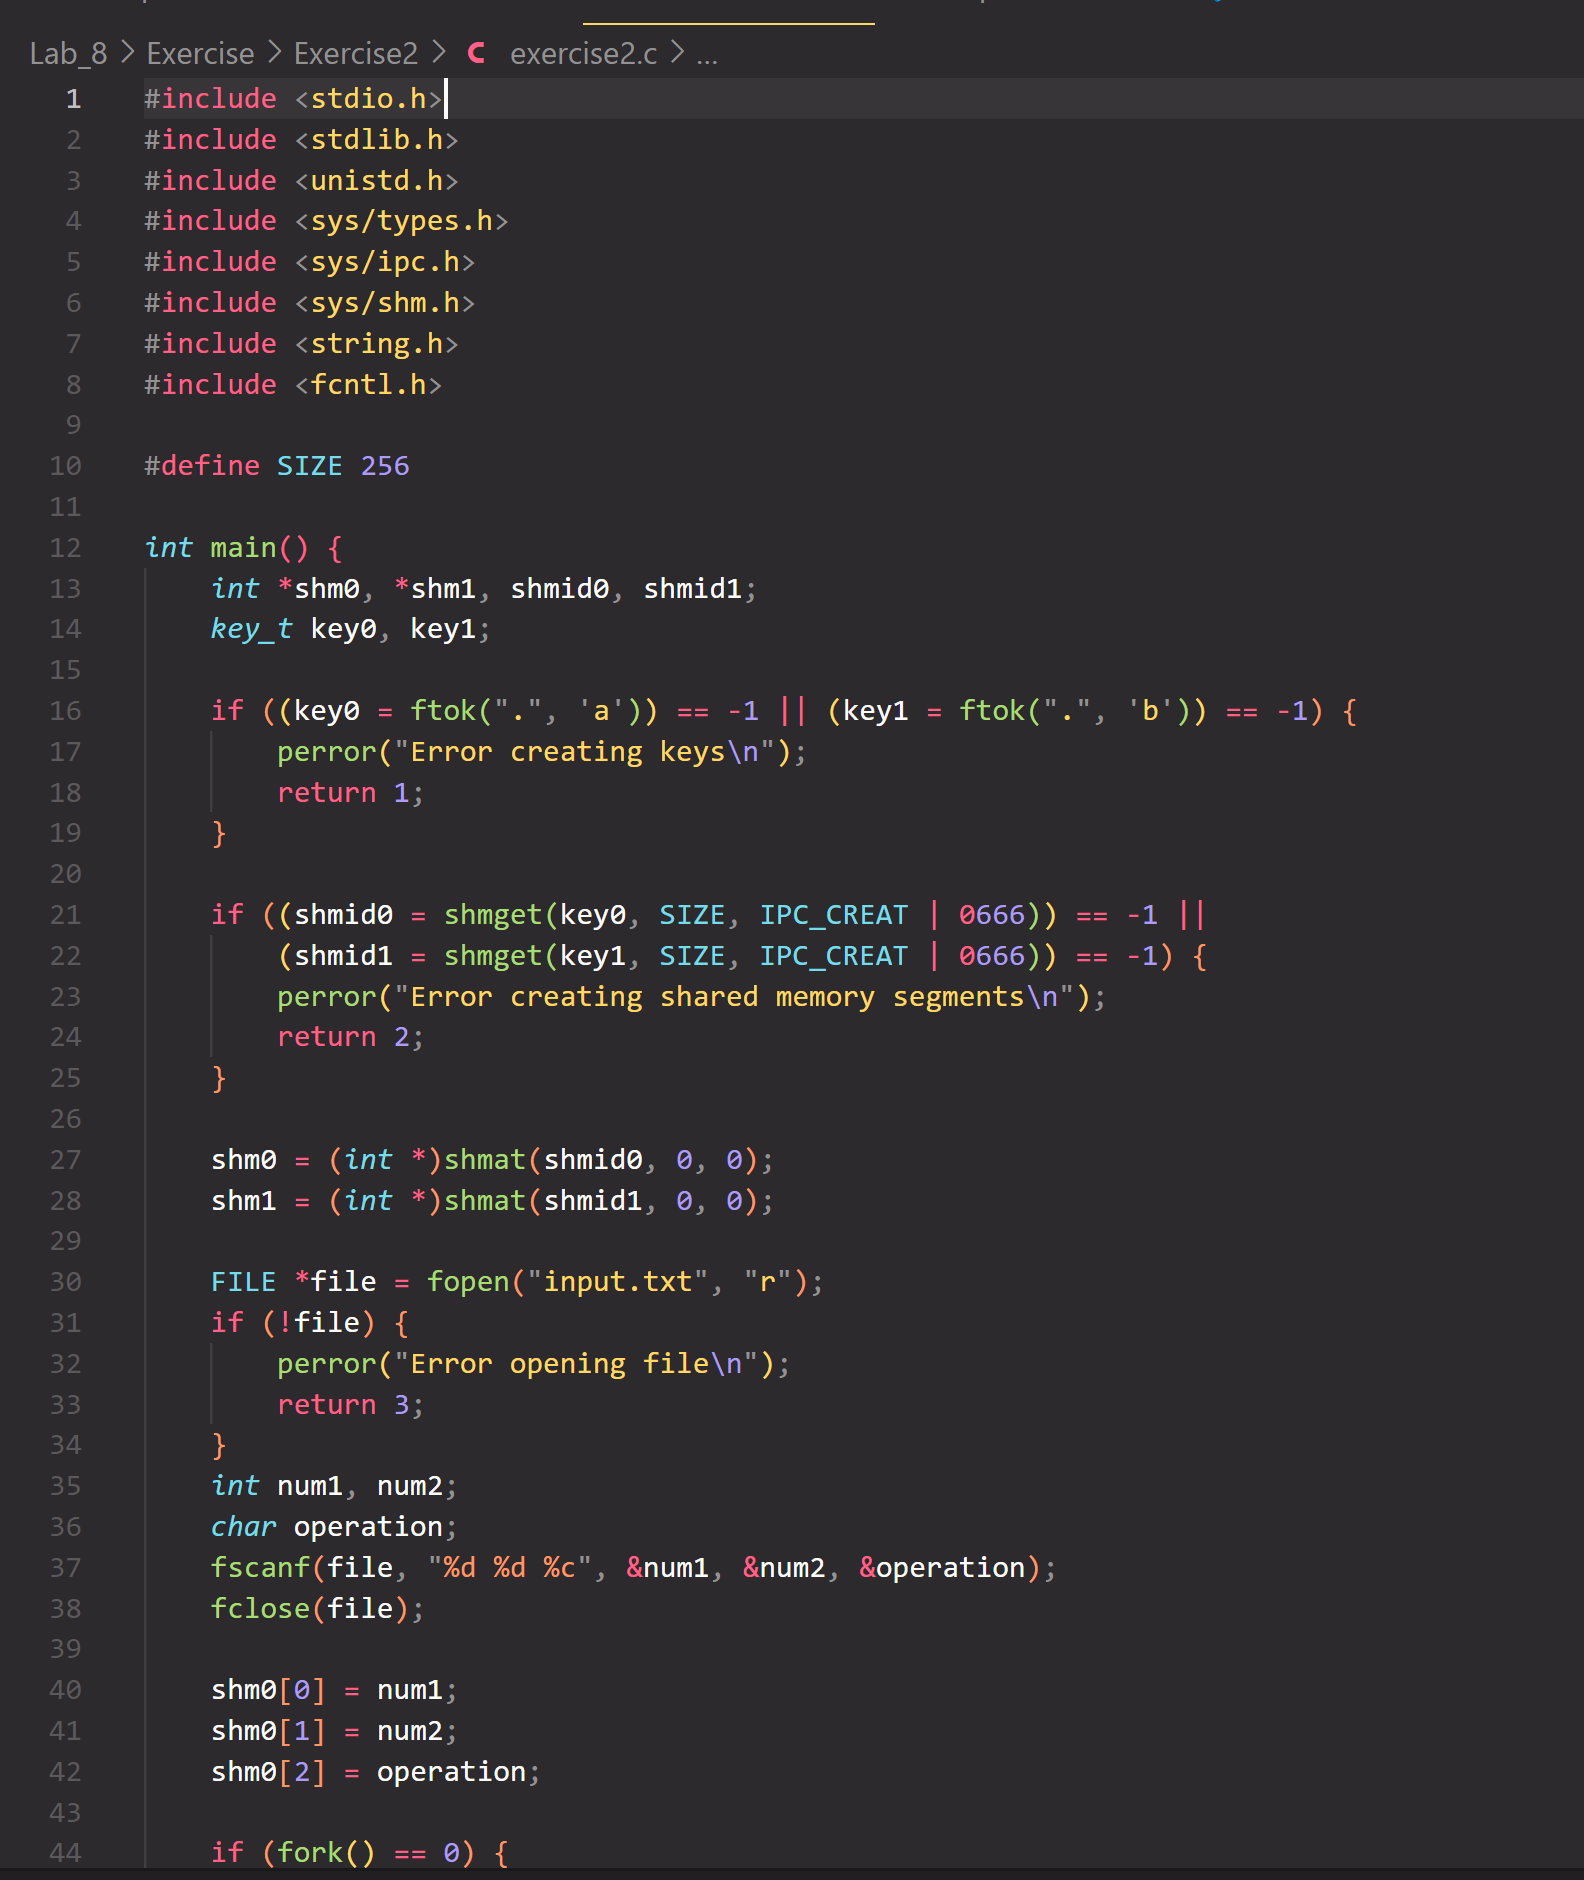 Lab_8 > Exercise > Exercise2 > C exercise2.c > ...
1 #include <stdio.h>
2 #include <stdlib.h>
3 #include <unistd.h>
4 #include <sys/types.h>
5 #include <sys/ipc.h>
6 #include <sys/shm.h>
7 #include <string.h>
8 #include <fcntl.h>
9
10 #define SIZE 256
11
12 int main() {
13     int *shm0, *shm1, shmid0, shmid1;
14     key_t key0, key1;
15
16     if ((key0 = ftok(".", 'a')) == -1 || (key1 = ftok(".", 'b')) == -1) {
17         perror("Error creating keys\n");
18         return 1;
19     }
20
21     if ((shmid0 = shmget(key0, SIZE, IPC_CREAT | 0666)) == -1 ||
22         (shmid1 = shmget(key1, SIZE, IPC_CREAT | 0666)) == -1) {
23         perror("Error creating shared memory segments\n");
24         return 2;
25     }
26
27     shm0 = (int *)shmat(shmid0, 0, 0);
28     shm1 = (int *)shmat(shmid1, 0, 0);
29
30     FILE *file = fopen("input.txt", "r");
31     if (!file) {
32         perror("Error opening file\n");
33         return 3;
34     }
35     int num1, num2;
36     char operation;
37     fscanf(file, "%d %d %c", &num1, &num2, &operation);
38     fclose(file);
39
40     shm0[0] = num1;
41     shm0[1] = num2;
42     shm0[2] = operation;
43
44     if (fork() == 0) {